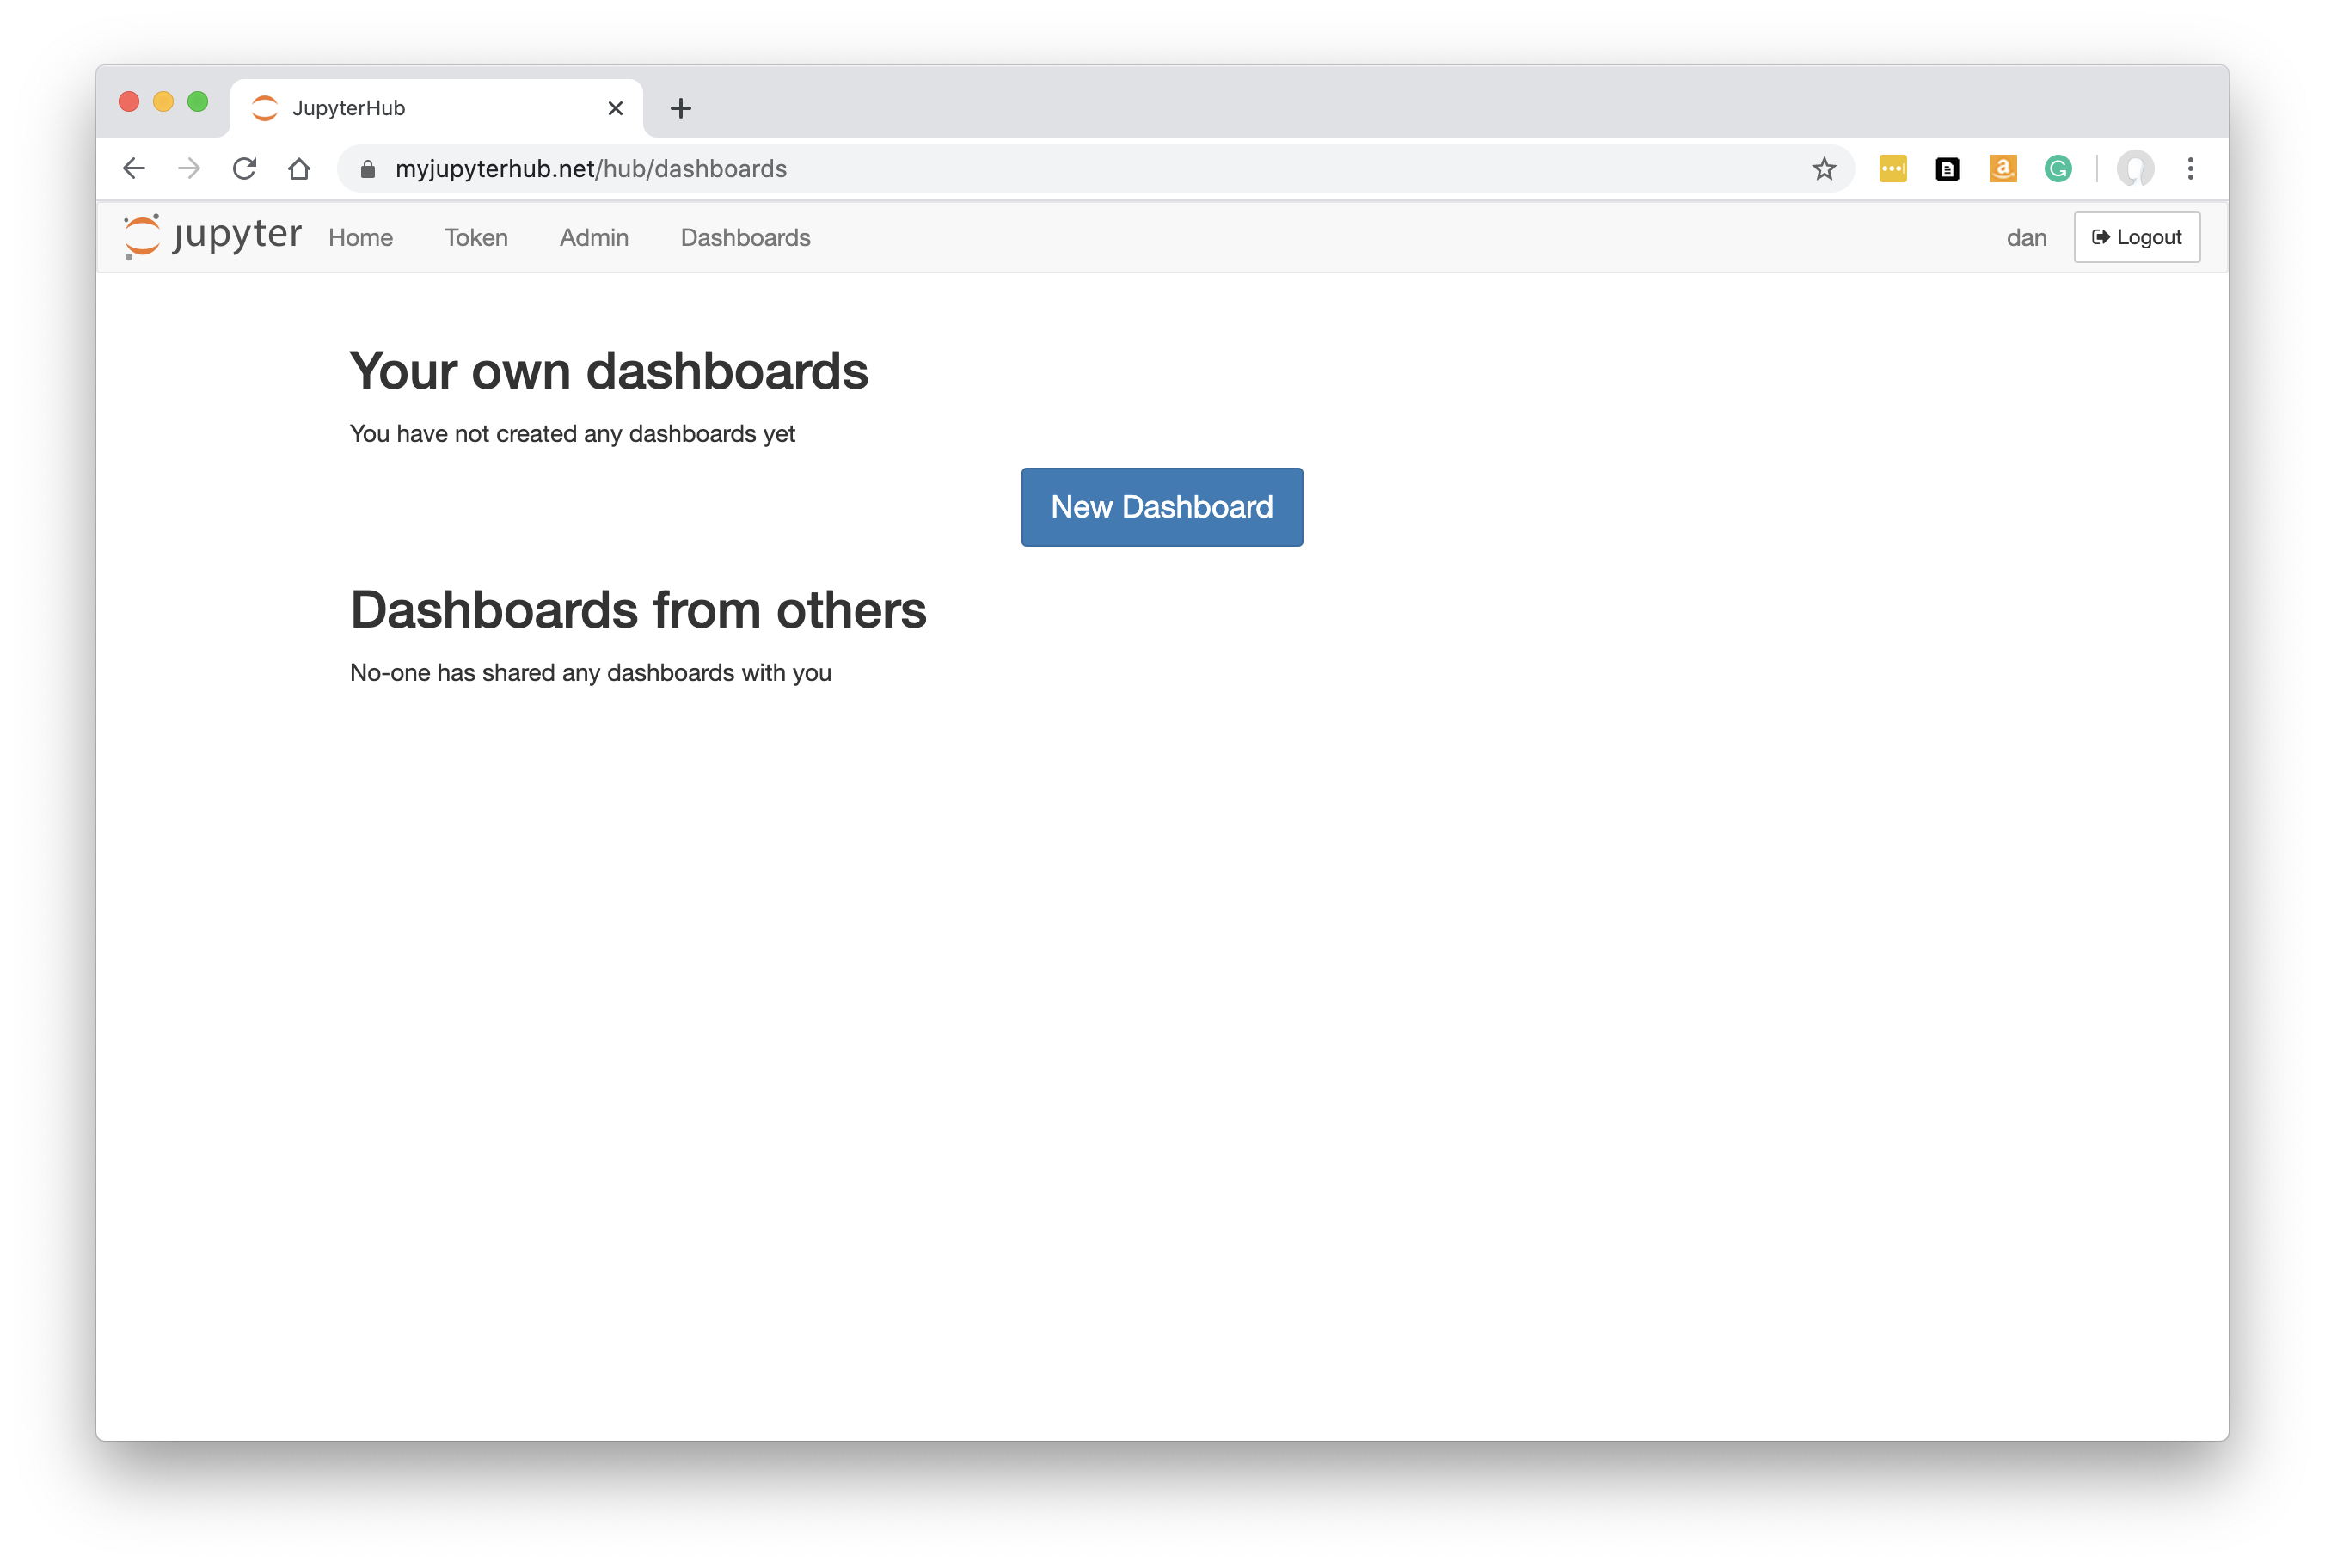 JupyterHub
myjupyterhub.net/hub/dashboards
jupyter Home Token Admin Dashboards dan Logout
Your own dashboards
You have not created any dashboards yet
New Dashboard
Dashboards from others
No-one has shared any dashboards with you